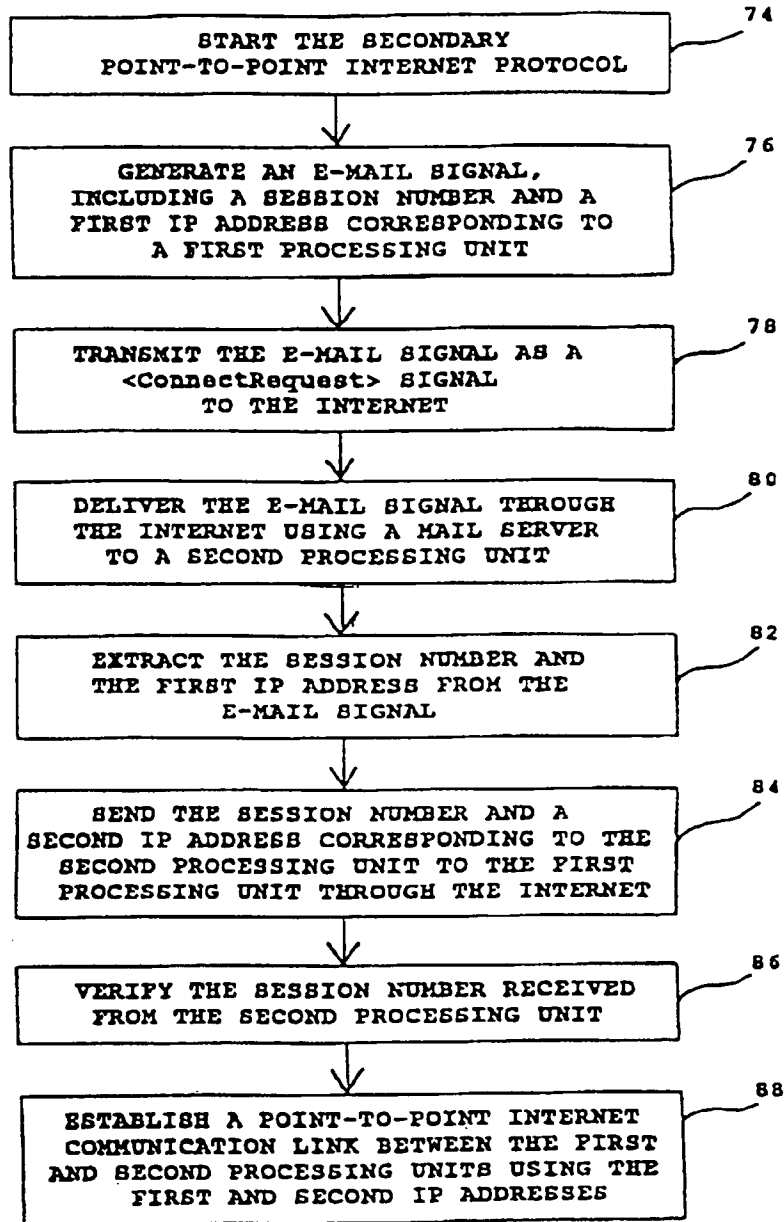 74
START THE SECONDARY
POINT-TO-POINT INTERNET PROTOCOL
76
GENERATE AN E-MAIL SIGNAL,
INCLUDING A SESSION NUMBER AND A
FIRST IP ADDRESS CORRESPONDING TO
A FIRST PROCESSING UNIT
78
TRANSMIT THE E-MAIL SIGNAL AS A
<ConnectRequest> SIGNAL
TO THE INTERNET
80
DELIVER THE E-MAIL SIGNAL THROUGH
THE INTERNET USING A MAIL SERVER
TO A SECOND PROCESSING UNIT
82
EXTRACT THE SESSION NUMBER AND
THE FIRST IP ADDRESS FROM THE
E-MAIL SIGNAL
84
SEND THE SESSION NUMBER AND A
SECOND IP ADDRESS CORRESPONDING TO THE
SECOND PROCESSING UNIT TO THE FIRST
PROCESSING UNIT THROUGH THE INTERNET
86
VERIFY THE SESSION NUMBER RECEIVED
FROM THE SECOND PROCESSING UNIT
88
ESTABLISH A POINT-TO-POINT INTERNET
COMMUNICATION LINK BETWEEN THE FIRST
AND SECOND PROCESSING UNITS USING THE
FIRST AND SECOND IP ADDRESSES